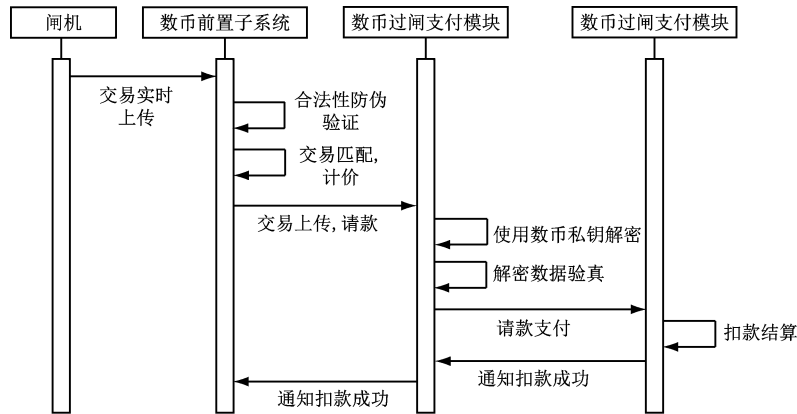 闸机
数币前置子系统
数币过闸支付模块
数币过闸支付模块
交易实时
上传
合法性防伪
验证
交易匹配,
计价
交易上传, 请款
使用数币私钥解密
解密数据验真
请款支付
扣款结算
通知扣款成功
通知扣款成功